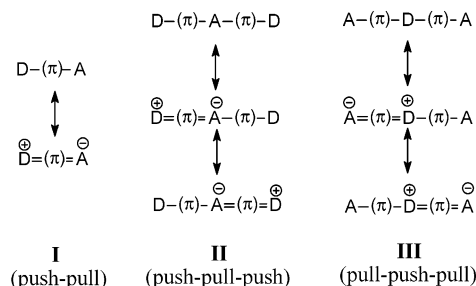 D–(π)–A
⊕ ⊖
D=(π)=A
I
(push-pull)
D–(π)–A–(π)–D
⊕ ⊖
D=(π)=A–(π)–D
⊖ ⊕
D–(π)–A=(π)=D
II
(push-pull-push)
A–(π)–D–(π)–A
⊖ ⊕
A=(π)=D–(π)–A
⊕ ⊖
A–(π)–D=(π)=A
III
(pull-push-pull)